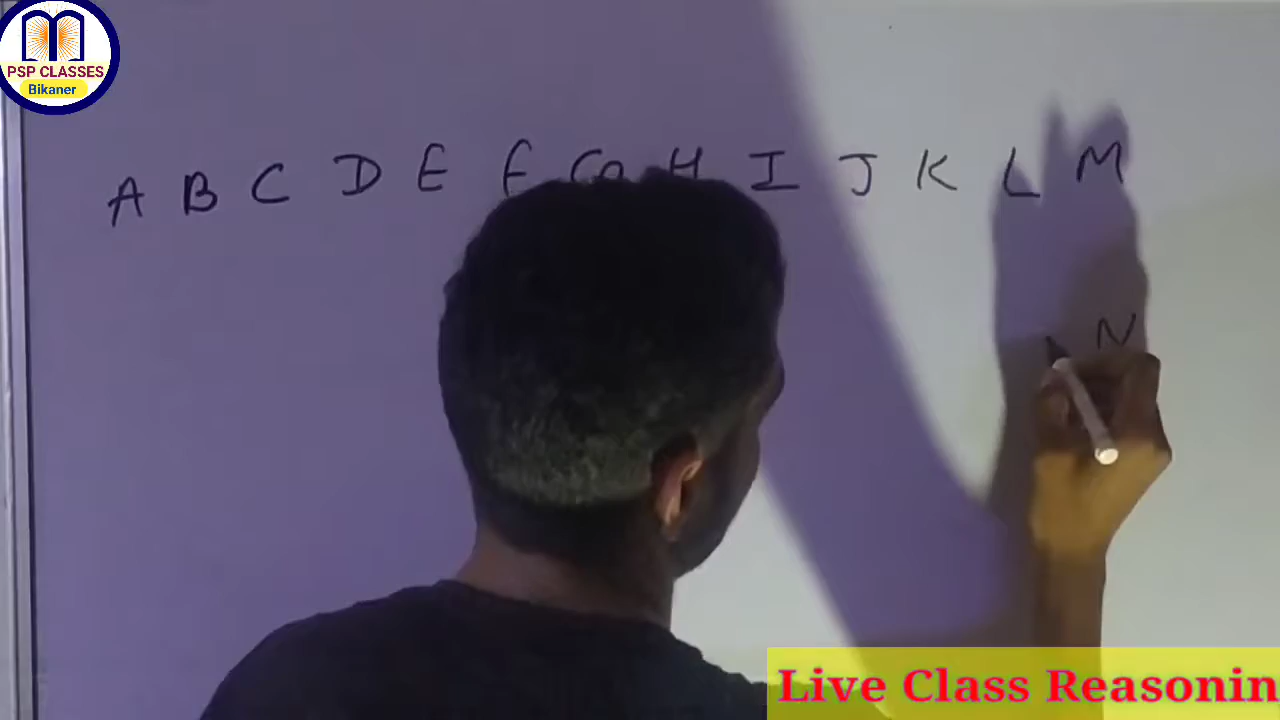 PSP CLASSES
Bikaner
A B C D E F G H I J K L M
N
Live Class Reasonin